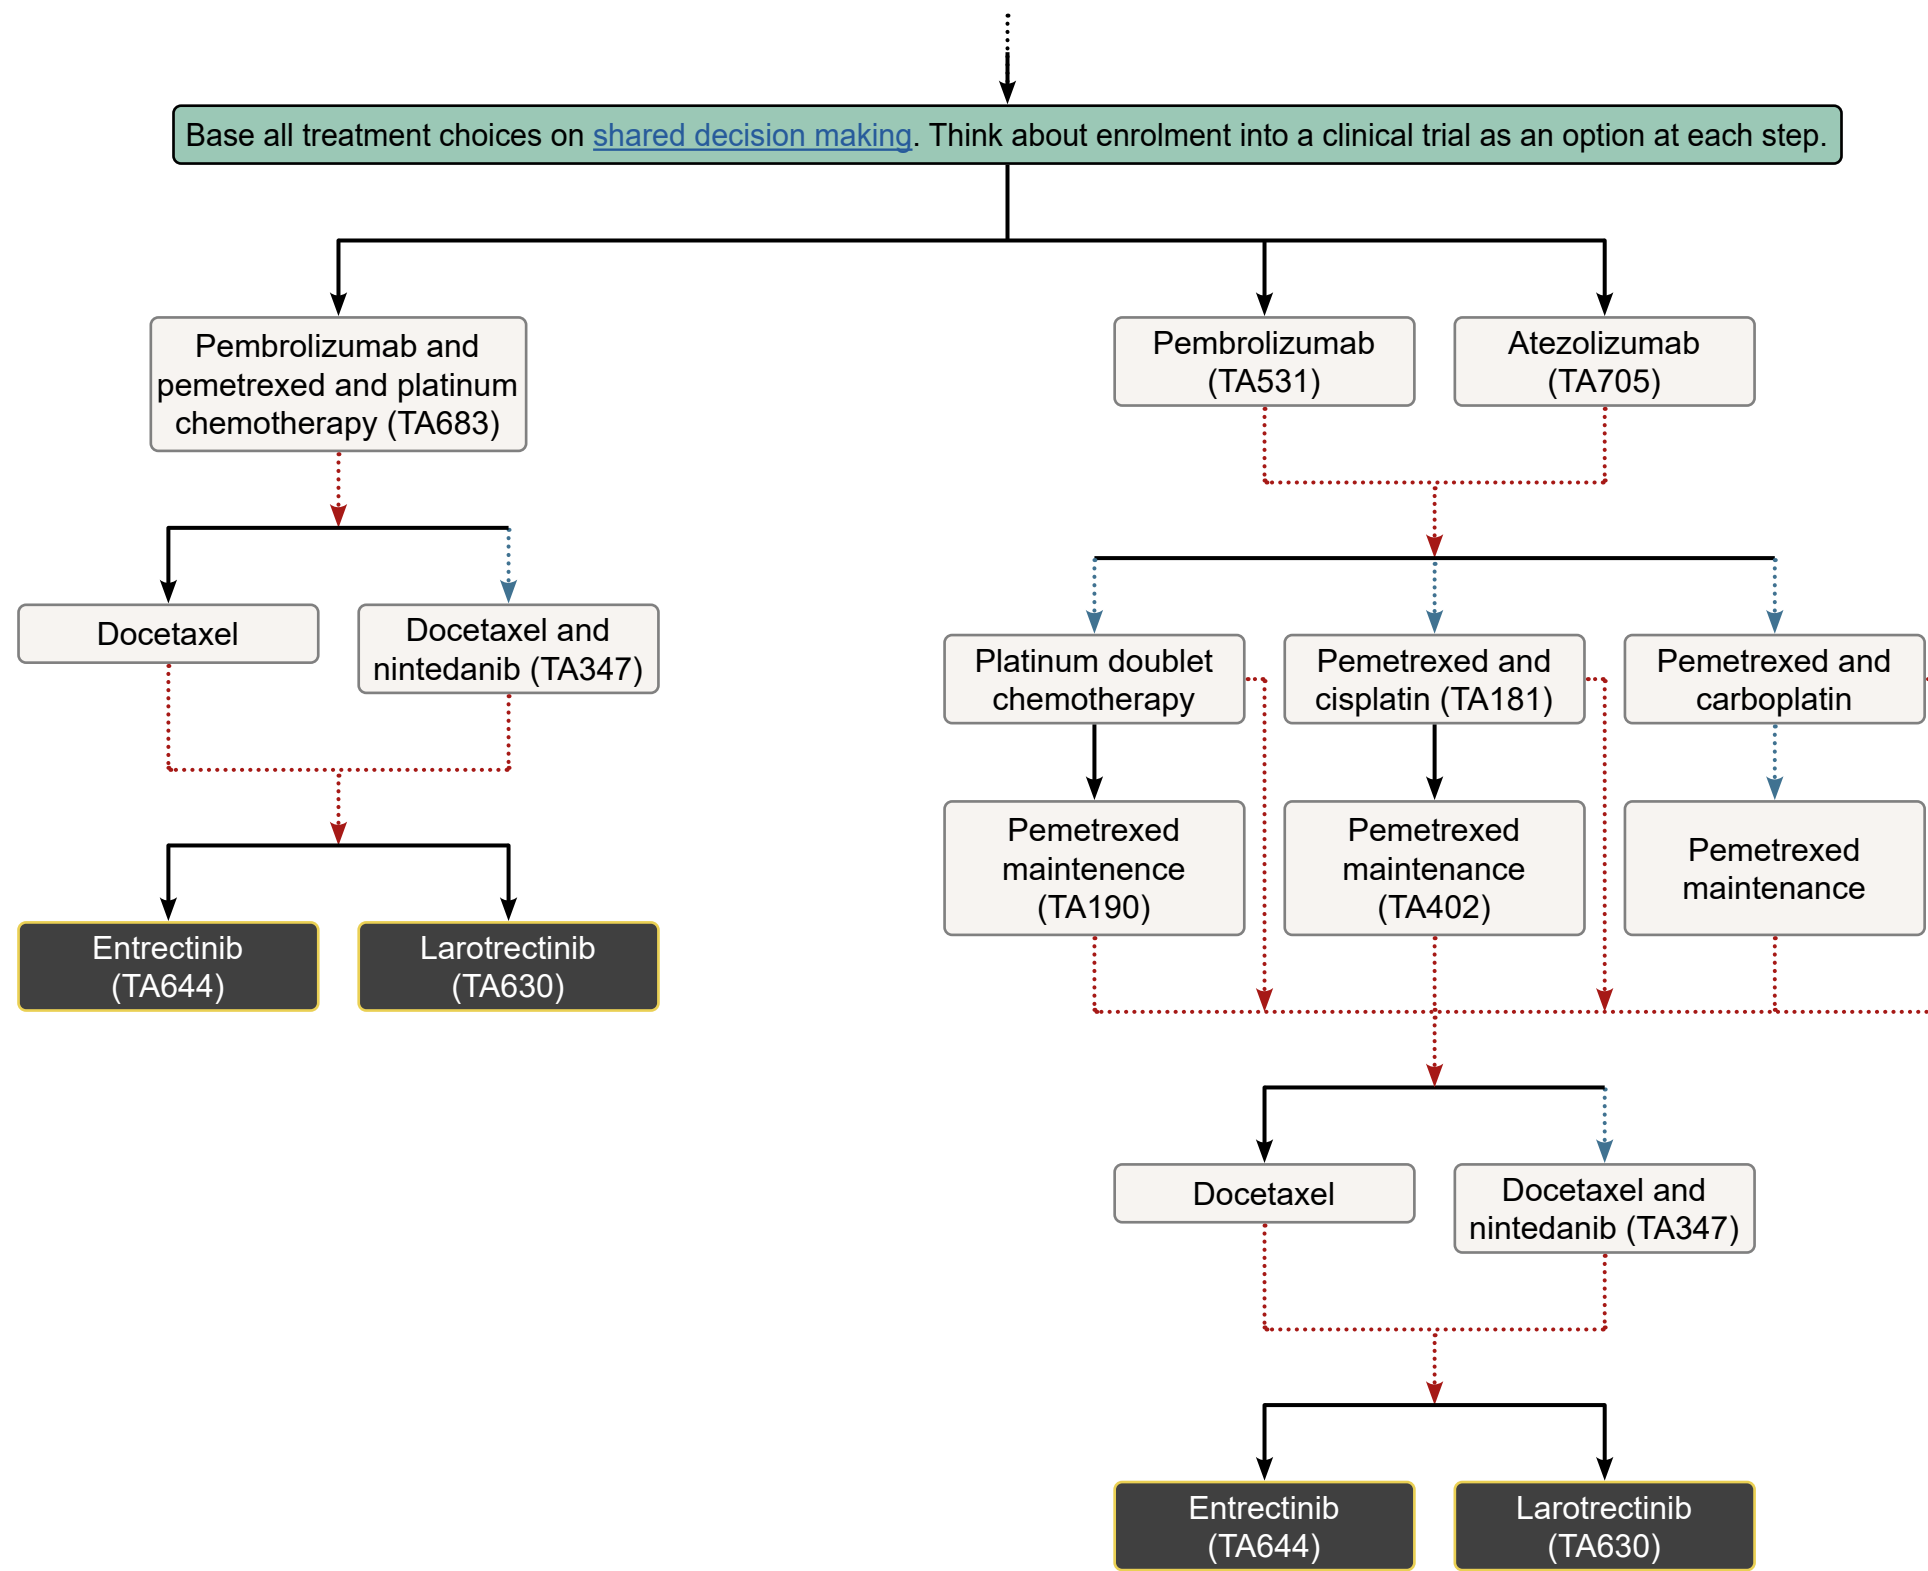 Base all treatment choices on shared decision making. Think about enrolment into a clinical trial as an option at each step.
Pembrolizumab and
pemetrexed and platinum
chemotherapy (TA683)
Pembrolizumab
(TA531)
Atezolizumab
(TA705)
Docetaxel
Docetaxel and
nintedanib (TA347)
Platinum doublet
chemotherapy
Pemetrexed and
cisplatin (TA181)
Pemetrexed and
carboplatin
Pemetrexed
maintenence
(TA190)
Pemetrexed
maintenance
(TA402)
Pemetrexed
maintenance
Entrectinib
(TA644)
Larotrectinib
(TA630)
Docetaxel
Docetaxel and
nintedanib (TA347)
Entrectinib
(TA644)
Larotrectinib
(TA630)